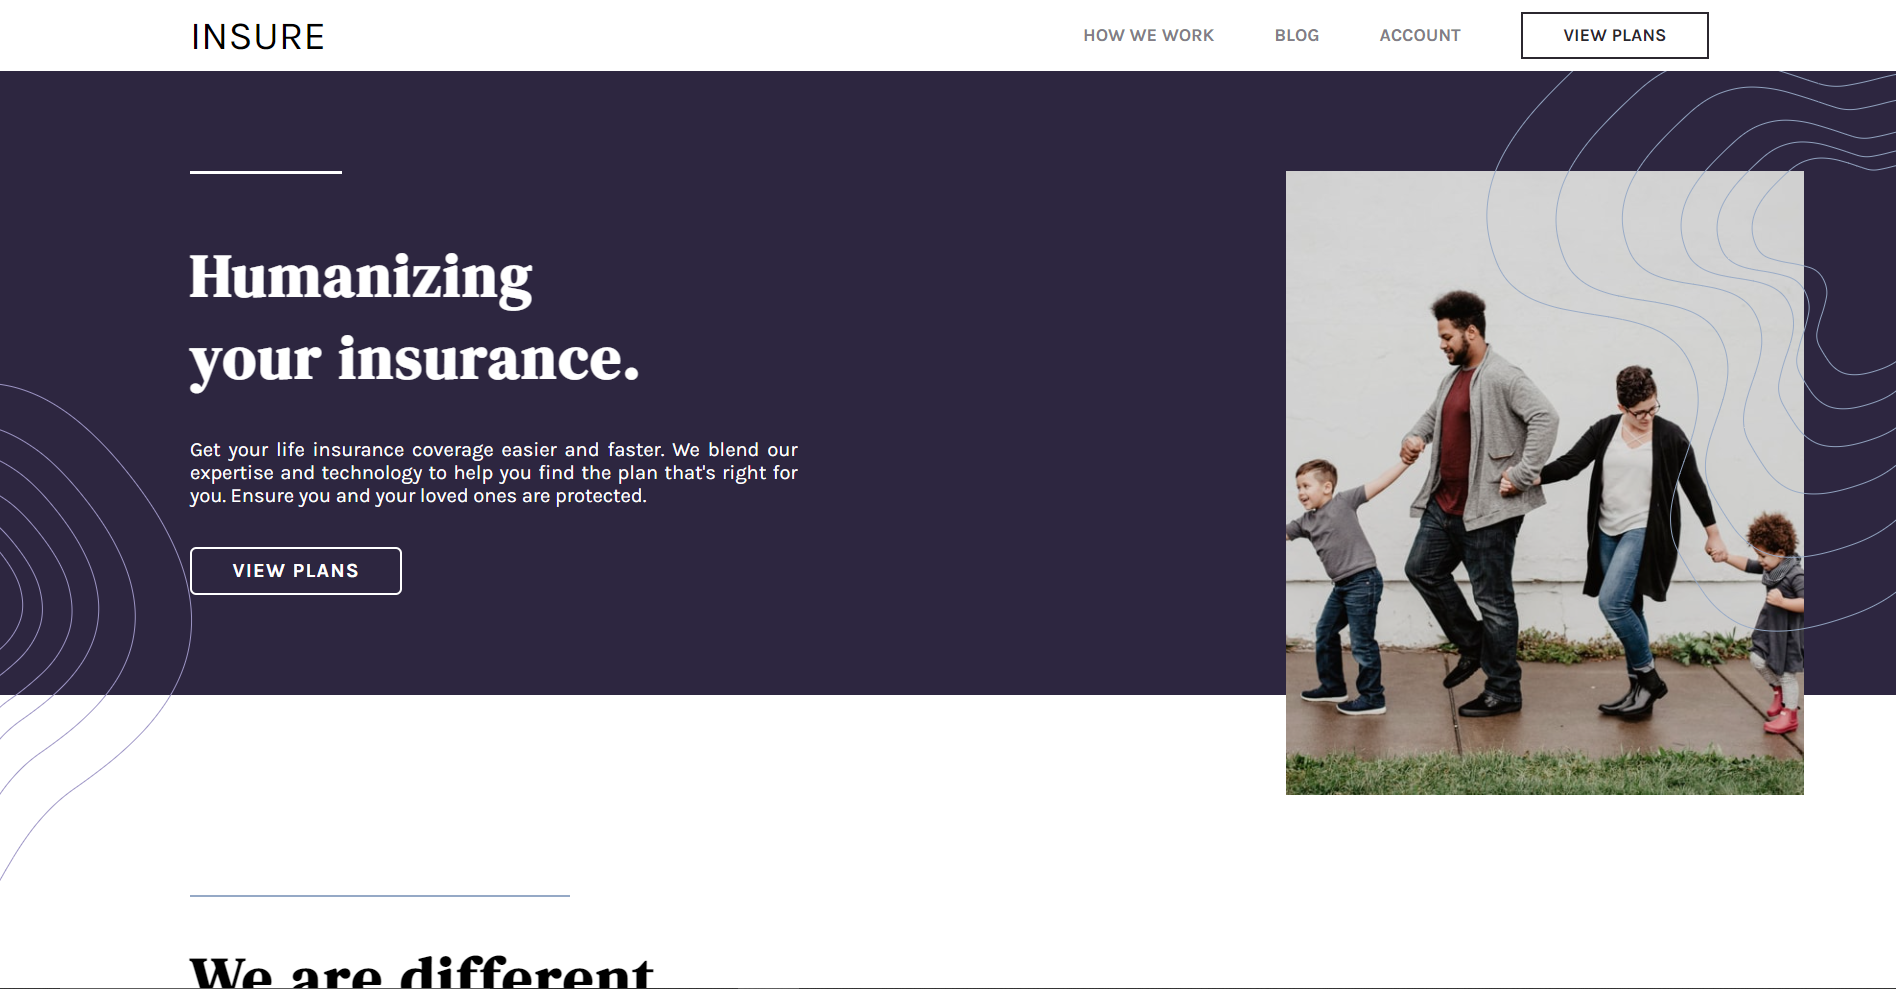 INSURE
HOW WE WORK
BLOG
ACCOUNT
VIEW PLANS
Humanizing
your insurance.
Get your life insurance coverage easier and faster. We blend our
expertise and technology to help you find the plan that's right for
you. Ensure you and your loved ones are protected.
VIEW PLANS
We are different